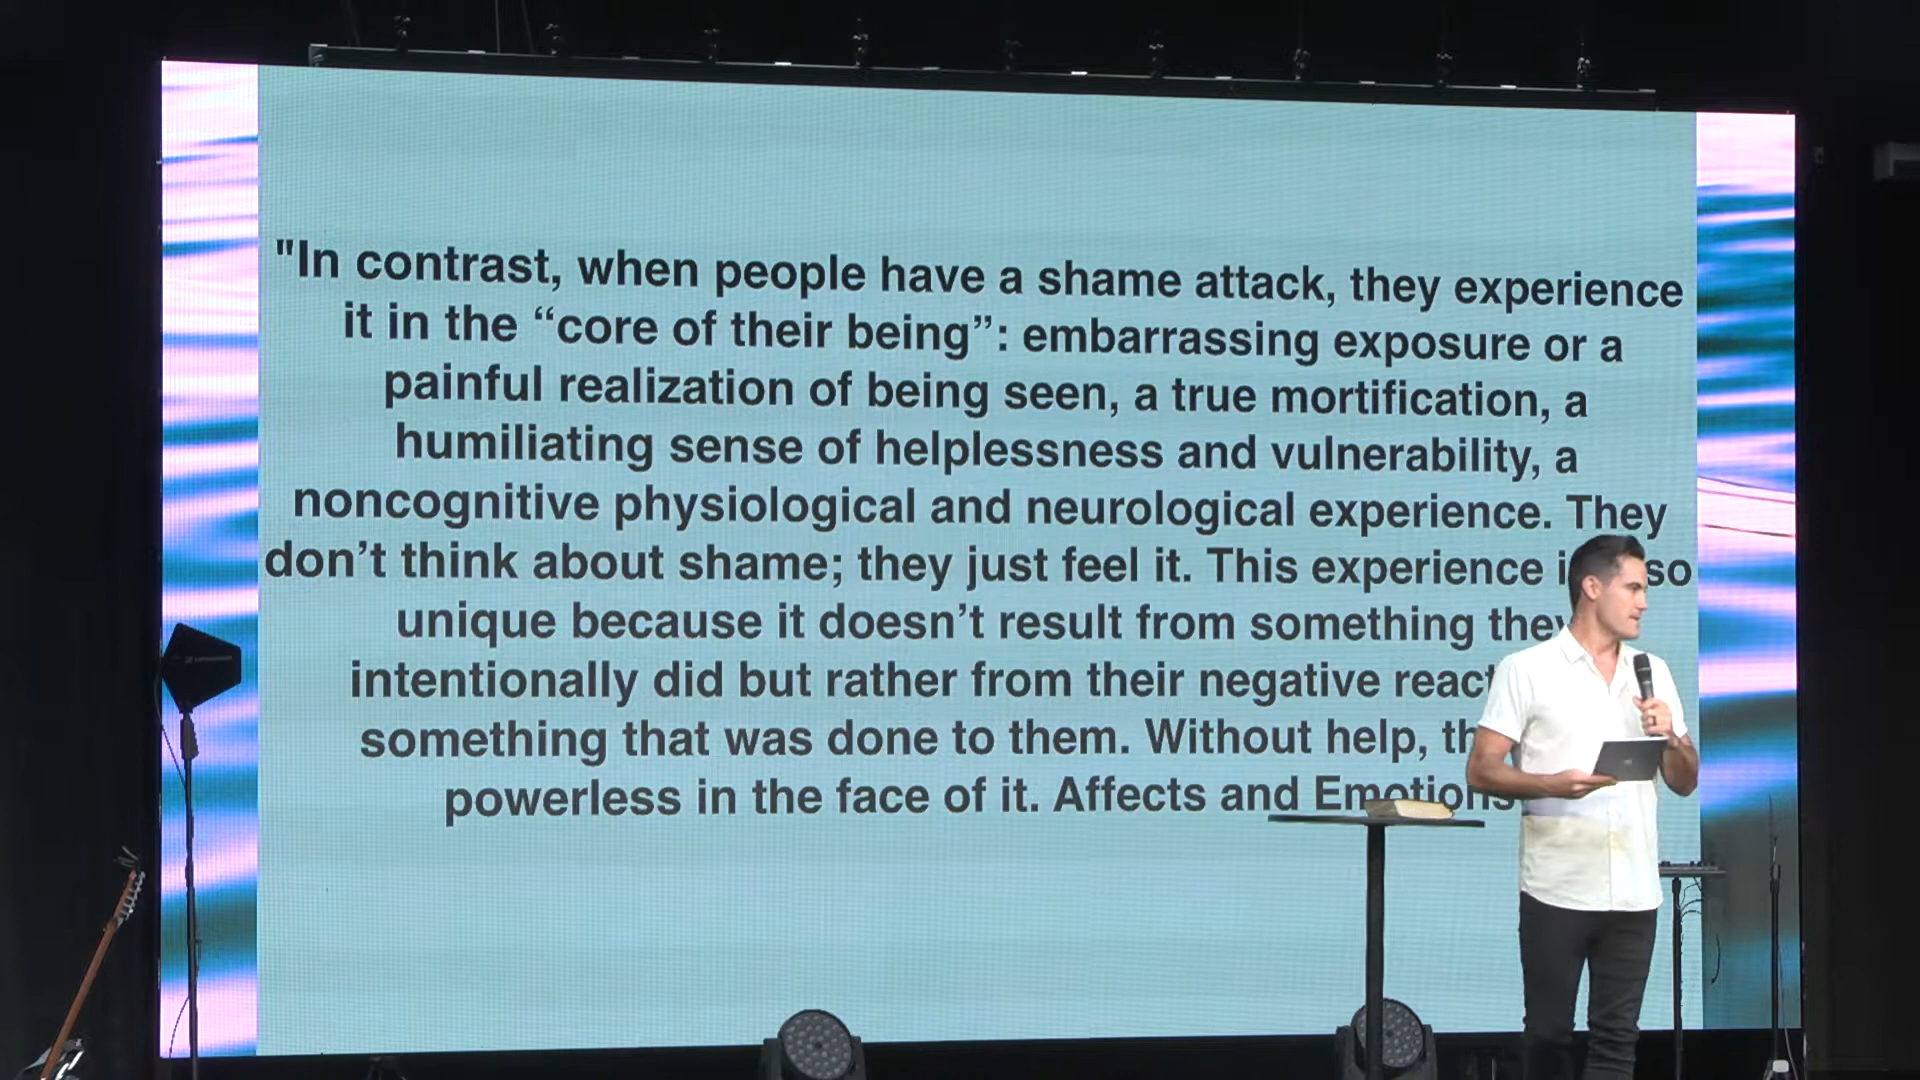 "In contrast, when people have a shame attack, they experience
it in the “core of their being”: embarrassing exposure or a
painful realization of being seen, a true mortification, a
humiliating sense of helplessness and vulnerability, a
noncognitive physiological and neurological experience. They
don’t think about shame; they just feel it. This experience
unique because it doesn’t result from something they
intentionally did but rather from their negative
something that was done to them. Without help,
powerless in the face of it. Affects and Emotions